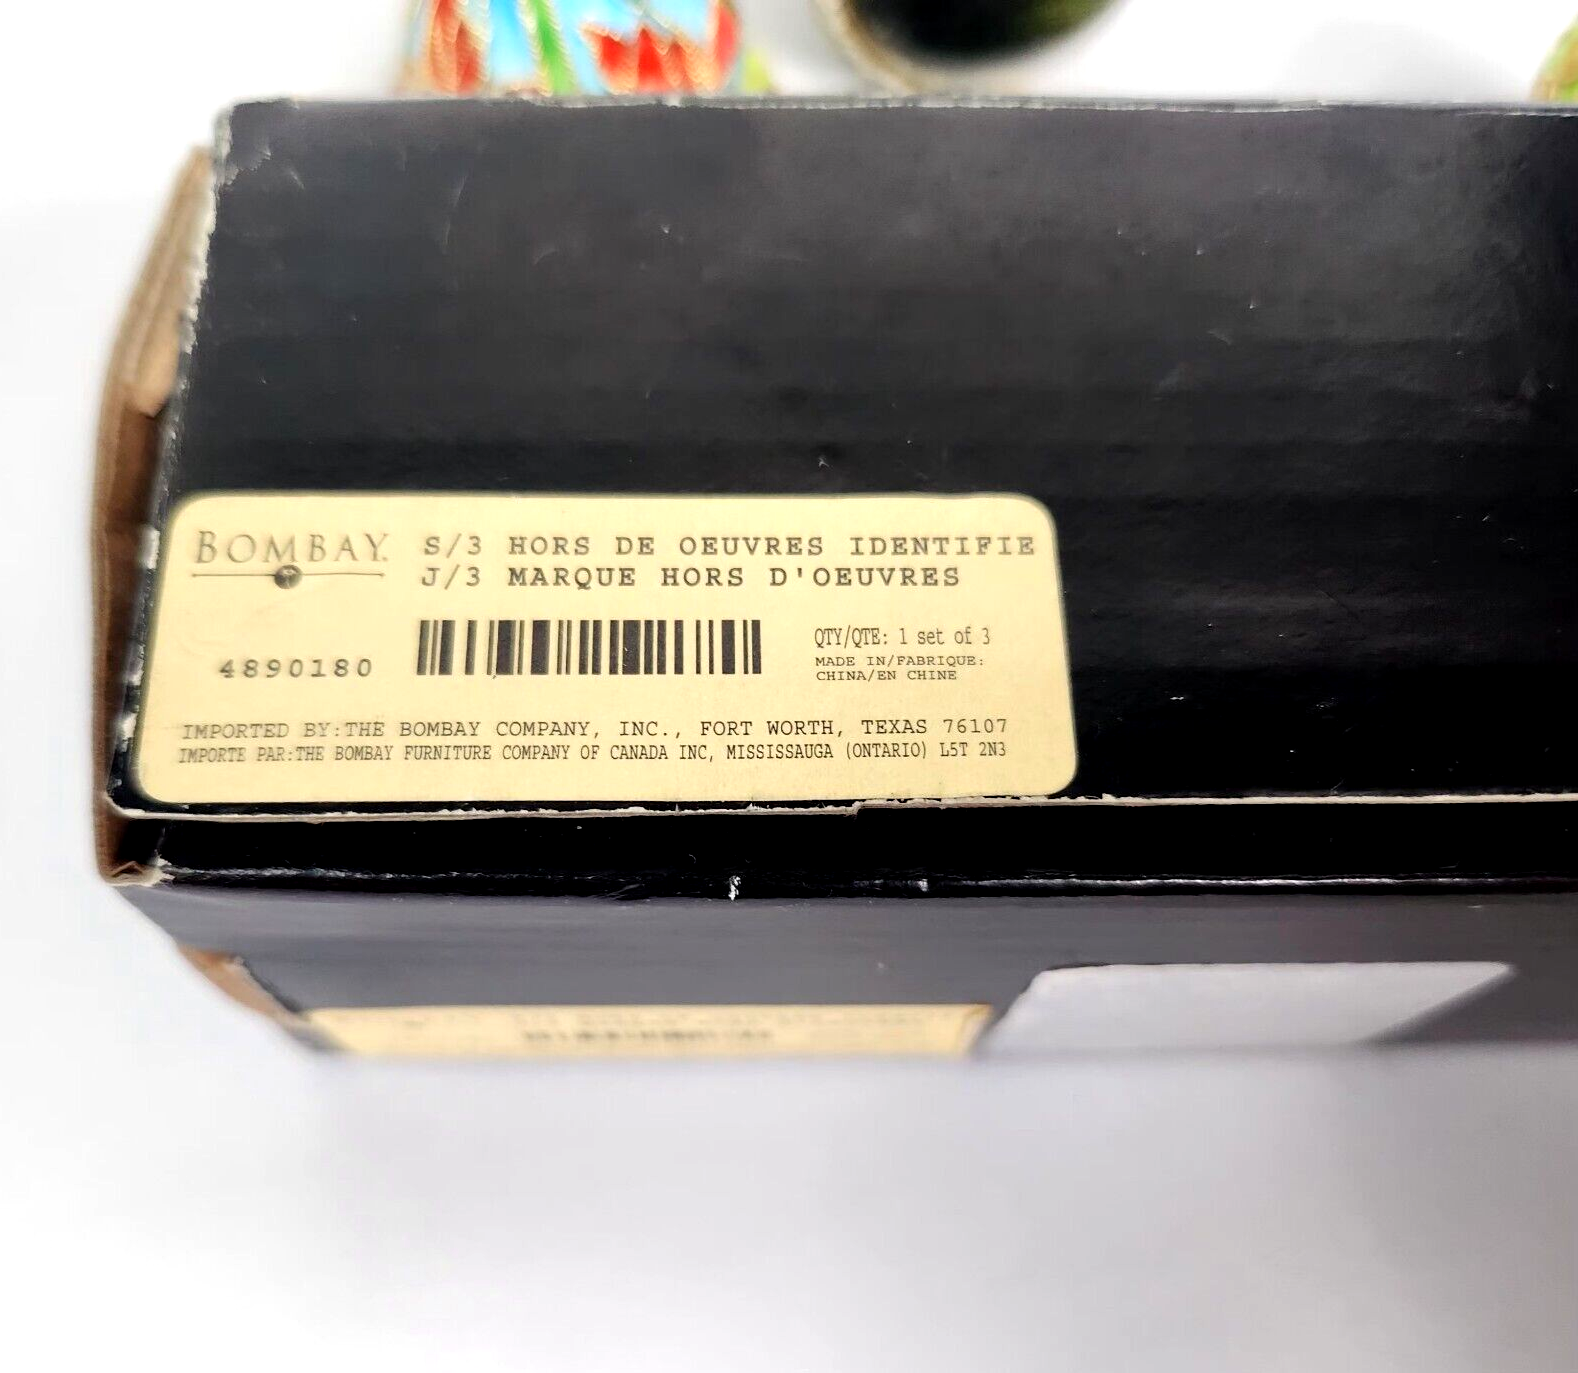 BOMBAY
S/3 HORS DE OEUVRES IDENTIFIE
J/3 MARQUE HORS D'OEUVRES
4890180
QTY/QTE: 1 set of 3
MADE IN/FABRIQUE:
CHINA/EN CHINE
IMPORTED BY:THE BOMBAY COMPANY, INC., FORT WORTH, TEXAS 76107
IMPORTE PAR:THE BOMBAY FURNITURE COMPANY OF CANADA INC, MISSISSAUGA (ONTARIO) L5T 2N3